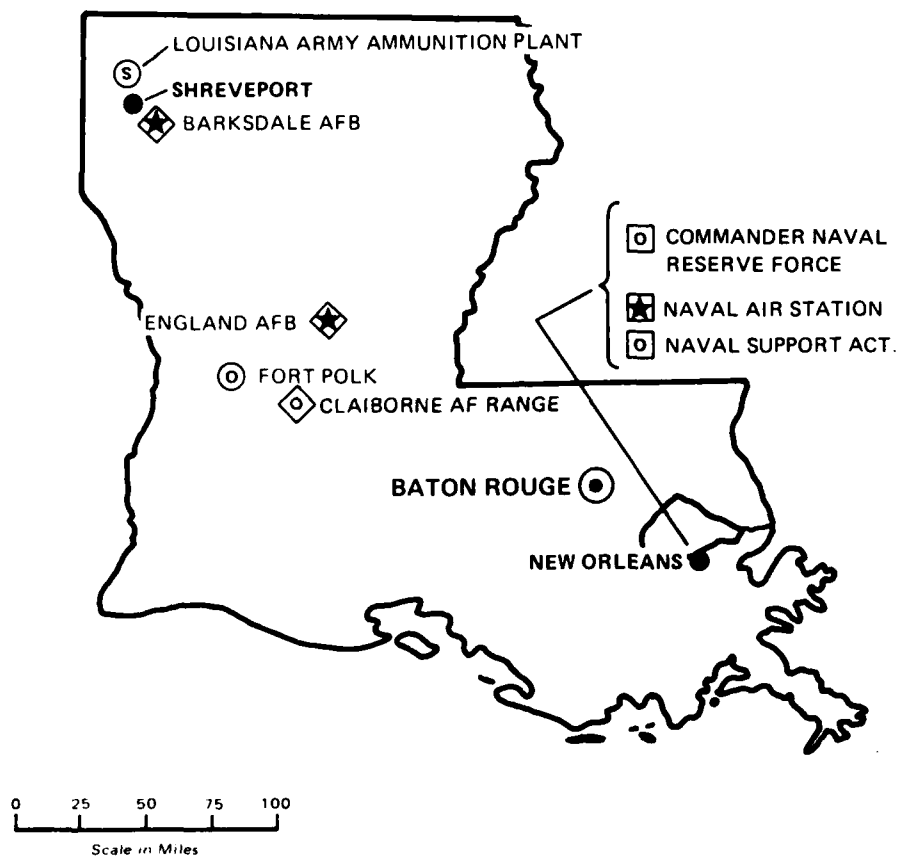 LOUISIANA ARMY AMMUNITION PLANT
S
SHREVEPORT
BARKSDALE AFB
O COMMANDER NAVAL
RESERVE FORCE
NAVAL AIR STATION
O NAVAL SUPPORT ACT.
ENGLAND AFB
O FORT POLK
O CLAIBORNE AF RANGE
BATON ROUGE
NEW ORLEANS
0 25 50 75 100
Scale in Miles